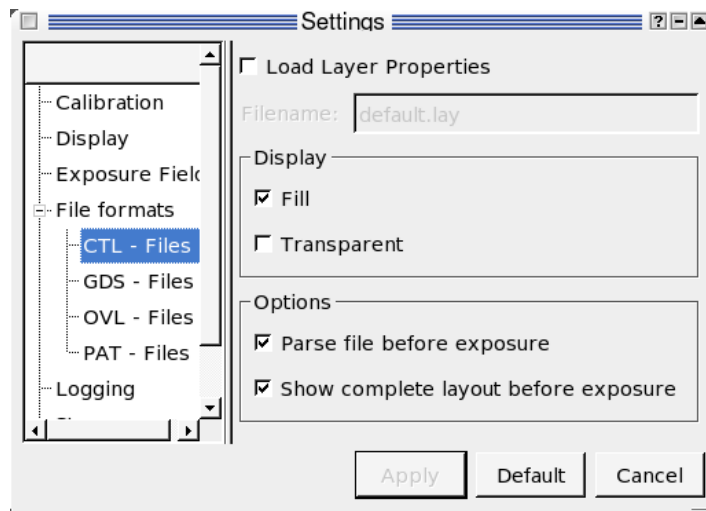 Settings
Calibration
Display
Exposure Field
File formats
CTL - Files
GDS - Files
OVL - Files
PAT - Files
Logging
Load Layer Properties
Filename: default.lay
Display
Fill
Transparent
Options
Parse file before exposure
Show complete layout before exposure
Apply
Default
Cancel